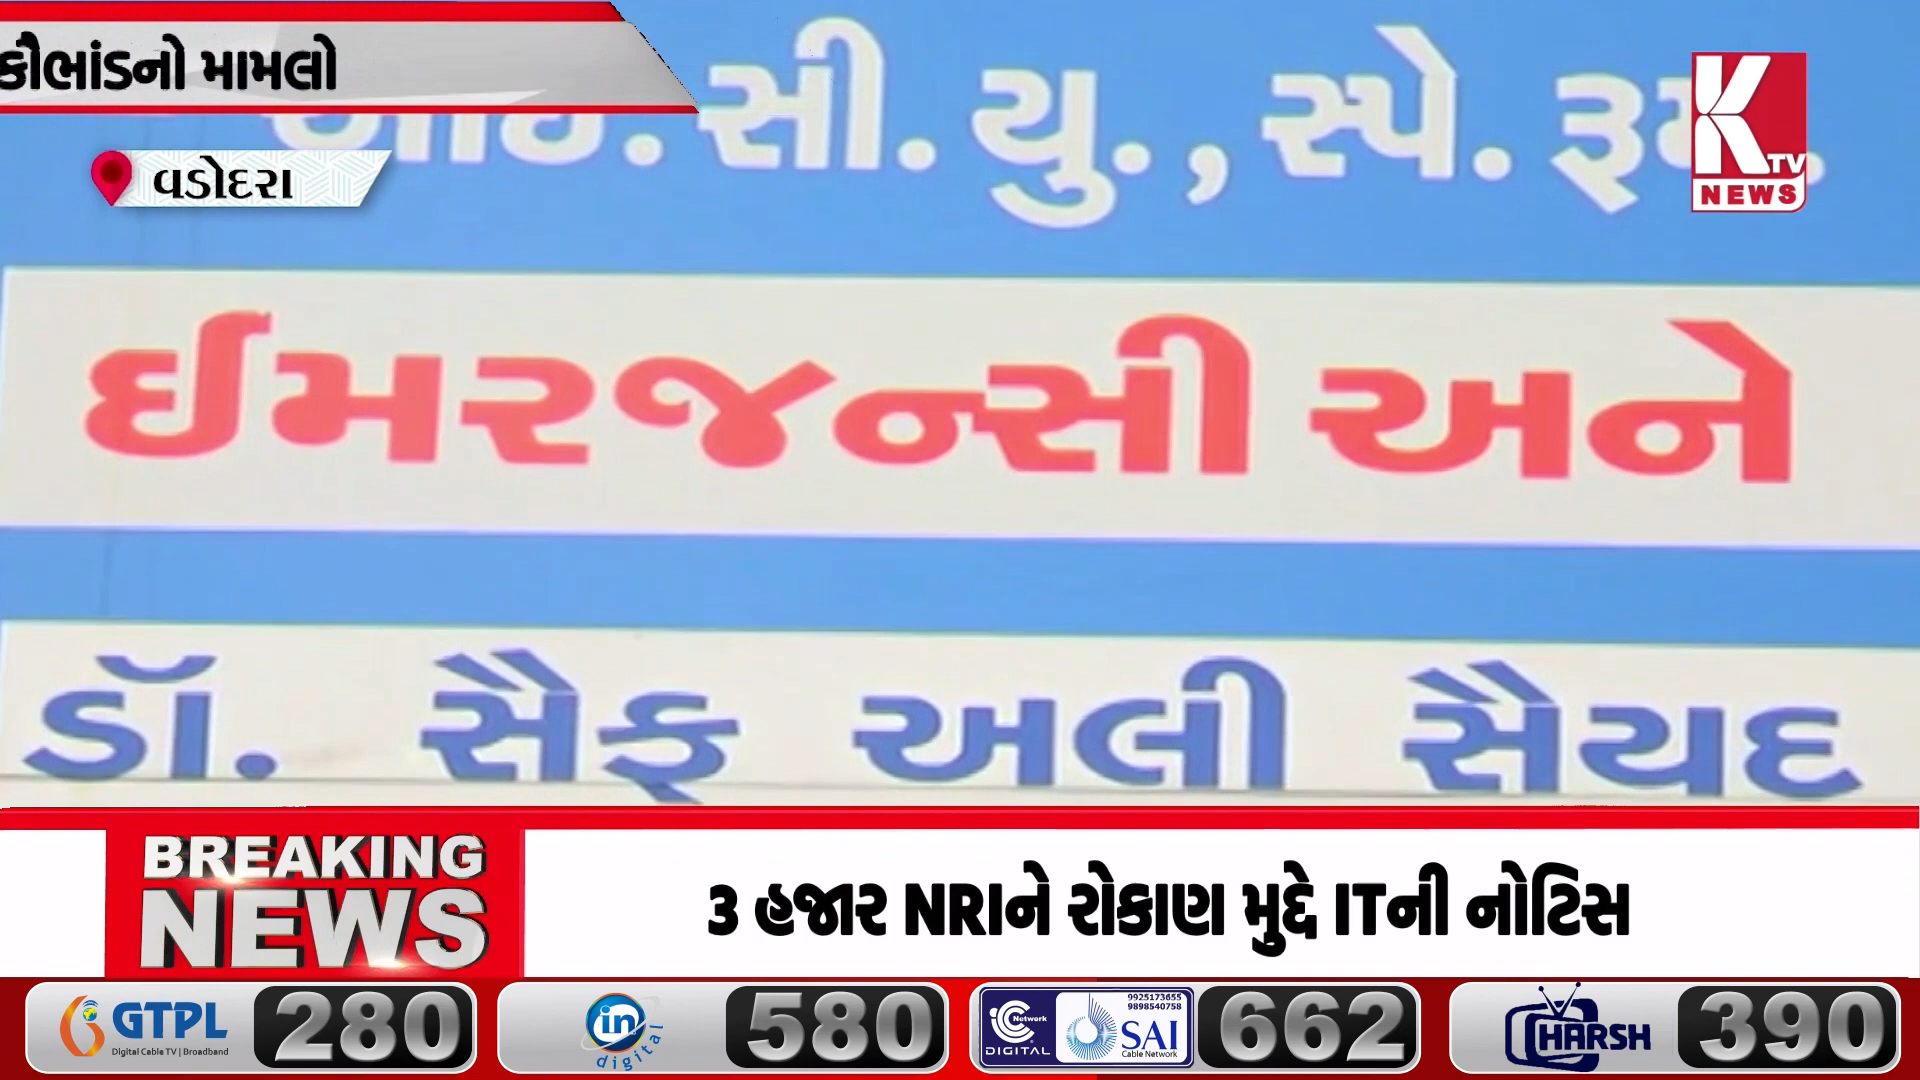 કૌભાંડનો મામલો
સી.યુ., સ્પે.
વડોદરા
K TV NEWS
ઈમરજન્સી અને
ડૉ. સૈફ અલી સૈયદ
BREAKING NEWS
3 હજાર NRIને રોકાણ મુદ્દે ITની નોટિસ
GTPL Digital Cable TV | Broadband 280
in digital 580
CC Network DIGITAL
9925173655
9898540758
SAI Cable Network 662
HARSH 390